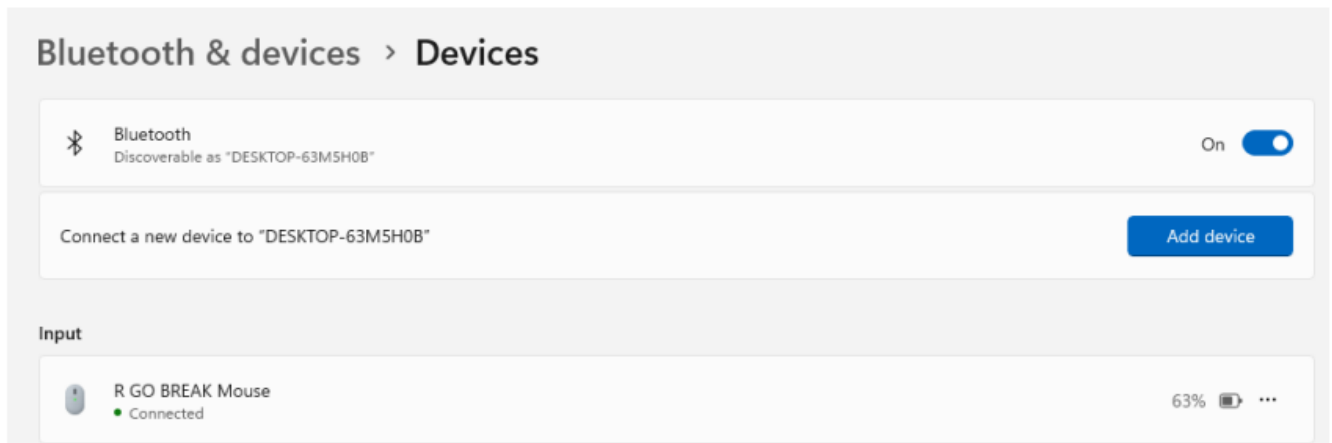 Bluetooth & devices > Devices
Bluetooth
Discoverable as "DESKTOP-63M5H0B"
On
Connect a new device to "DESKTOP-63M5H0B"
Add device
Input
R GO BREAK Mouse
Connected
63%